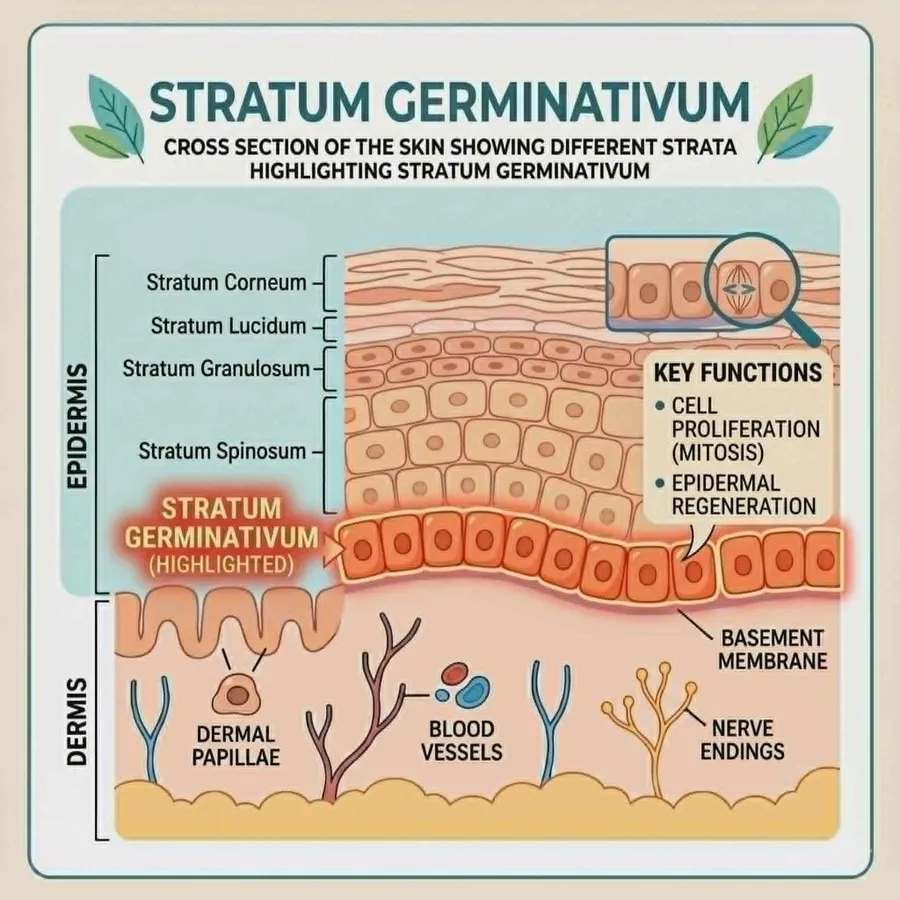 STRATUM GERMINATIVUM
CROSS SECTION OF THE SKIN SHOWING DIFFERENT STRATA
HIGHLIGHTING STRATUM GERMINATIVUM
EPIDERMIS
Stratum Corneum
Stratum Lucidum
Stratum Granulosum
Stratum Spinosum
STRATUM
GERMINATIVUM
(HIGHLIGHTED)
KEY FUNCTIONS
• CELL
PROLIFERATION
(MITOSIS)
• EPIDERMAL
REGENERATION
DERMIS
DERMAL
PAPILLAE
BLOOD
VESSELS
BASEMENT
MEMBRANE
NERVE
ENDINGS